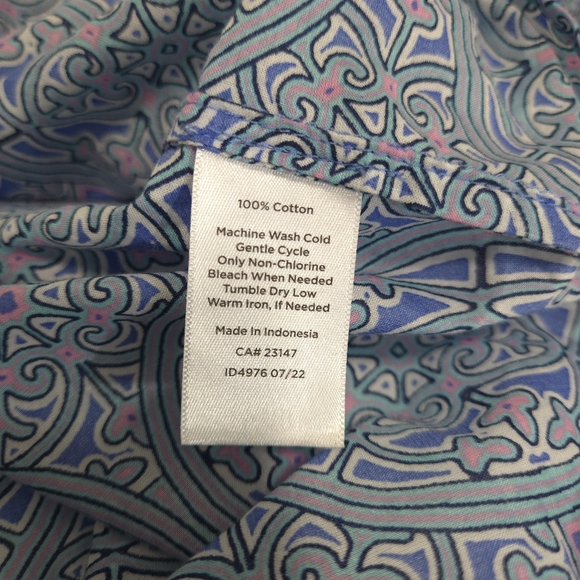 100% Cotton
Machine Wash Cold
Gentle Cycle
Only Non-Chlorine
Bleach When Needed
Tumble Dry Low
Warm Iron, If Needed
Made In Indonesia
CA# 23147
ID4976 07/22